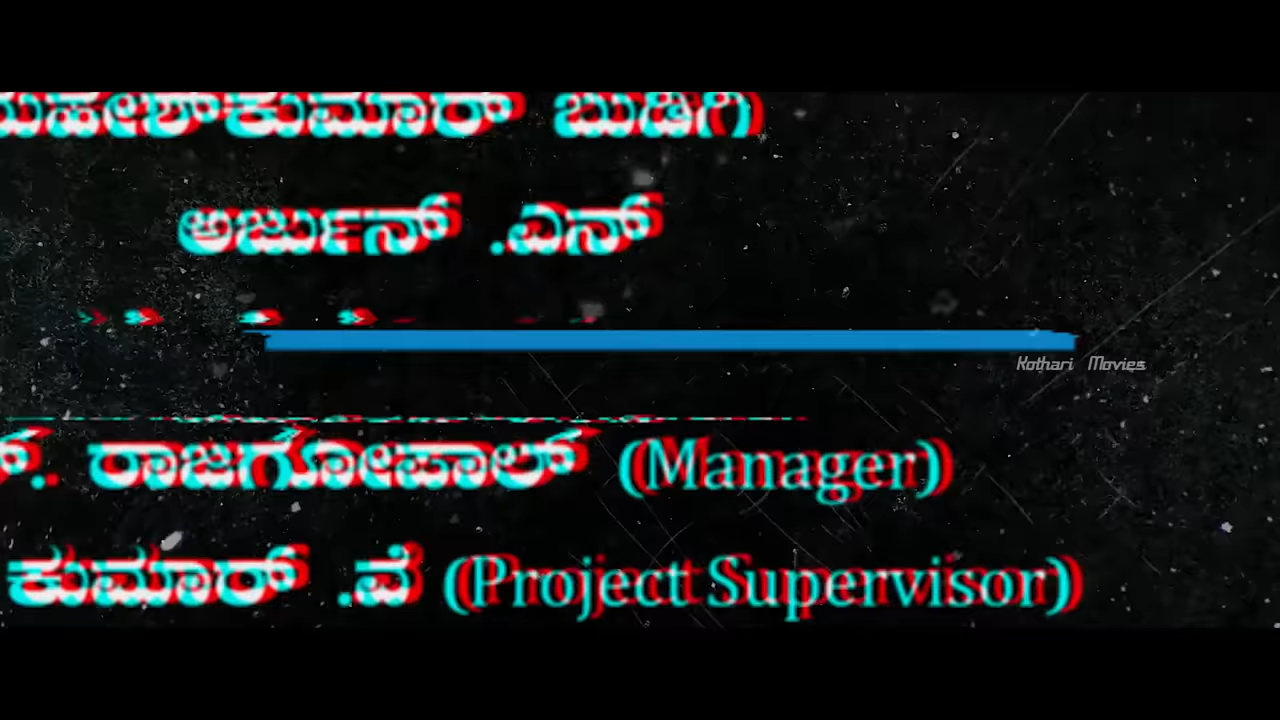 ಮಹೇಶ್‌ಕುಮಾರ್ ಬುಡಿಗಿ)
ಅರ್ಜುನ್ .ಎನ್
Kothari Movies
ರಾಜಗೋಪಾಲ್ (Manager)
ಕುಮಾರ್ .ವೆ (Project Supervisor)